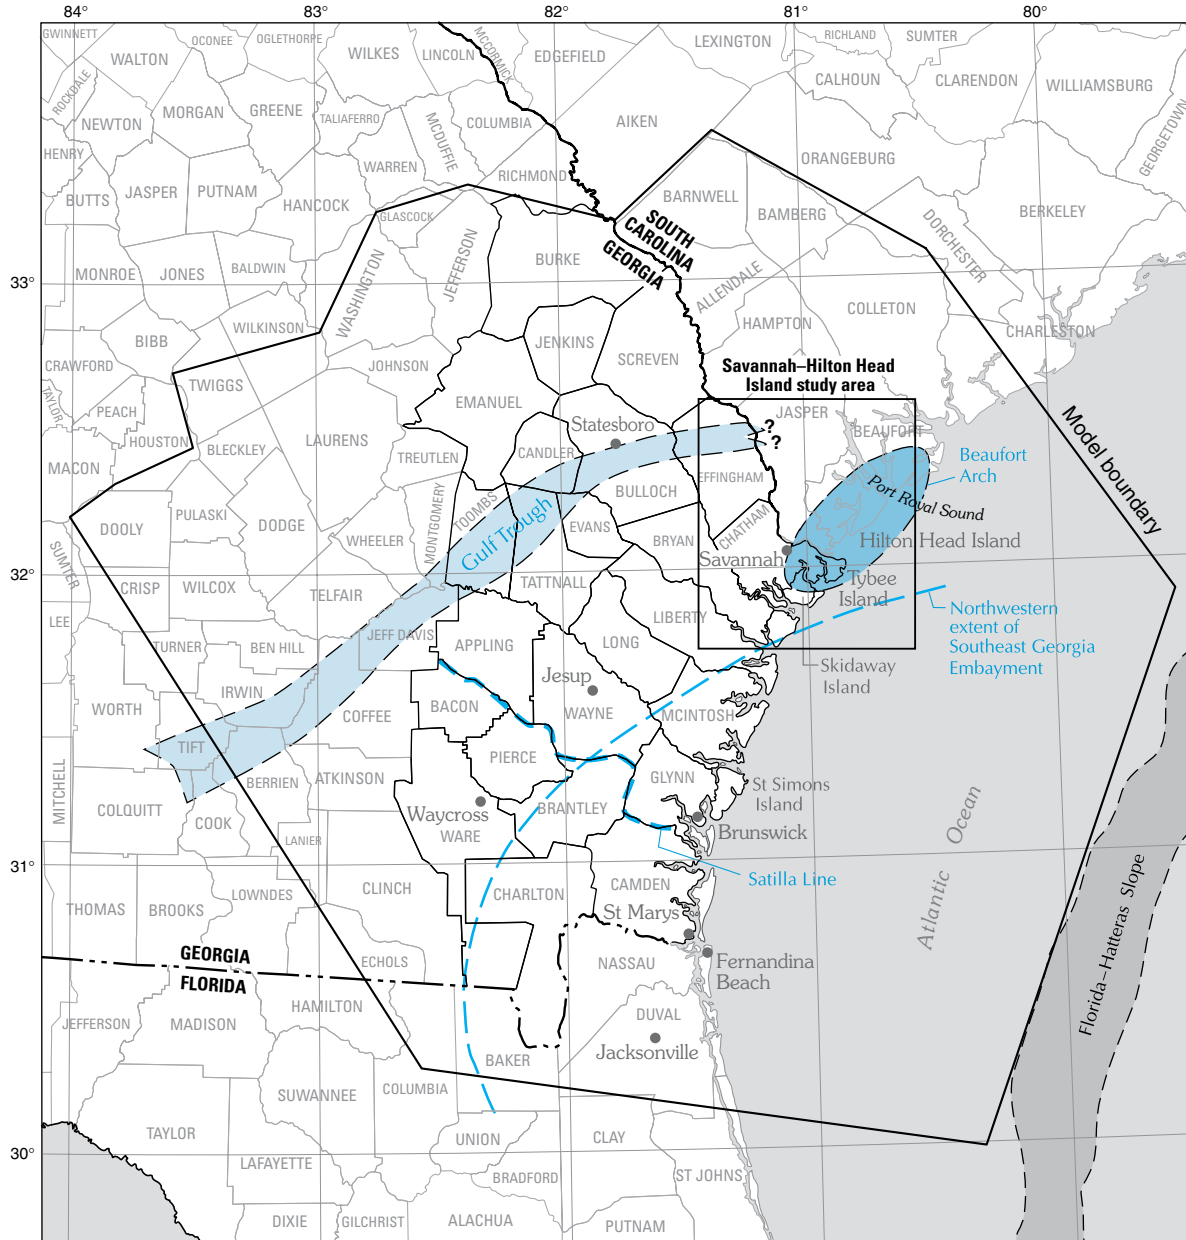 84°
83°
82°
81°
80°
GWINNETT
OCONEE
OGLETHORPE
WILKES
LINCOLN
MCCORMICK
EDGEFIELD
LEXINGTON
RICHLAND
SUMTER
WALTON
ROCKDALE
CALHOUN
CLARENDON
WILLIAMSBURG
MORGAN
GREENE
NEWTON
TALIAFERRO
MCDUFFIE
COLUMBIA
AIKEN
GEORGETOWN
HENRY
WARREN
RICHMOND
ORANGEBURG
BUTTS
JASPER
PUTNAM
HANCOCK
GLASCOCK
BARNWELL
BAMBERG
BERKELEY
DORCHESTER
SOUTH
CAROLINA
GEORGIA
MONROE
JONES
BALDWIN
WASHINGTON
JEFFERSON
BURKE
ALLENDALE
COLLETON
33°
HAMPTON
CHARLESTON
WILKINSON
BIBB
CRAWFORD
JENKINS
SCREVEN
JOHNSON
TWIGGS
Savannah–Hilton Head
Island study area
TAYLOR
PEACH
EMANUEL
JASPER
Model boundary
HOUSTON
LAURENS
Statesboro
?
?
BEAUFORT
BLECKLEY
TREUTLEN
CANDLER
Beaufort
Arch
MACON
EFFINGHAM
BULLOCH
Port Royal Sound
MONTGOMERY
TOOMBS
Gulf Trough
DOOLY
PULASKI
DODGE
EVANS
CHATHAM
WHEELER
BRYAN
Hilton Head Island
SUMTER
Savannah
32°
CRISP
WILCOX
TELFAIR
TATTNALL
Tybee
Island
LEE
LIBERTY
Northwestern
extent of
Southeast Georgia
Embayment
TURNER
BEN HILL
JEFF DAVIS
APPLING
LONG
Skidaway
Island
IRWIN
Jesup
WORTH
COFFEE
BACON
WAYNE
MCINTOSH
TIFT
PIERCE
MITCHELL
BERRIEN
ATKINSON
GLYNN
St Simons
Island
COLQUITT
COOK
Waycross
WARE
BRANTLEY
Brunswick
Atlantic Ocean
LANIER
31°
Satilla Line
THOMAS
BROOKS
LOWNDES
CLINCH
CHARLTON
CAMDEN
St Marys
Florida–Hatteras Slope
GEORGIA
FLORIDA
ECHOLS
NASSAU
Fernandina
Beach
HAMILTON
JEFFERSON
MADISON
DUVAL
Jacksonville
BAKER
SUWANNEE
COLUMBIA
TAYLOR
UNION
CLAY
30°
LAFAYETTE
BRADFORD
ST JOHNS
DIXIE
GILCHRIST
ALACHUA
PUTNAM